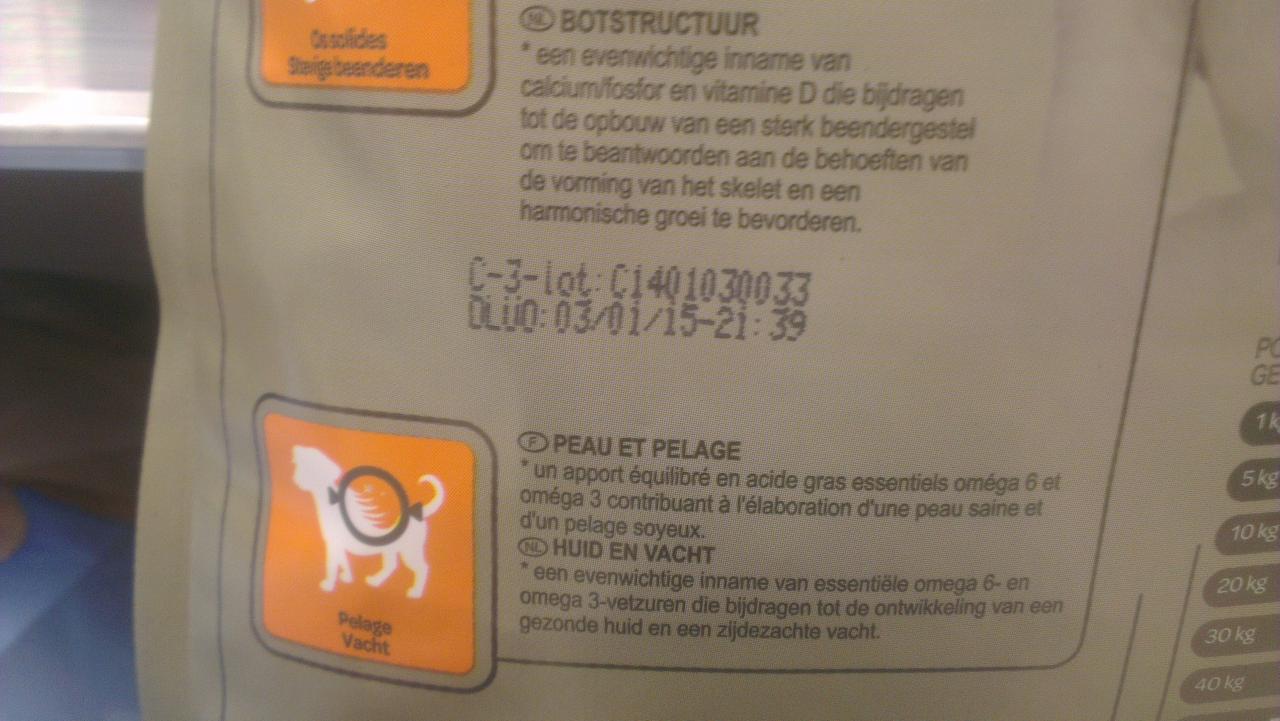 Os solides
Stevige beenderen
NL BOTSTRUCTUUR
* een evenwichtige inname van
calcium/fosfor en vitamine D die bijdragen
tot de opbouw van een sterk beendergestel
om te beantwoorden aan de behoeften van
de vorming van het skelet en een
harmonische groei te bevorderen.
C-3-lot:C1401030033
DLUO:03/01/15-21:39
F PEAU ET PELAGE
* un apport équilibré en acide gras essentiels oméga 6 et
oméga 3 contribuant à l'élaboration d'une peau saine et
d'un pelage soyeux.
NL HUID EN VACHT
* een evenwichtige inname van essentiële omega 6- en
omega 3-vetzuren die bijdragen tot de ontwikkeling van een
gezonde huid en een zijdezachte vacht.
Pelage
Vacht
1 k
5 kg
10 kg
20 kg
30 kg
40 kg